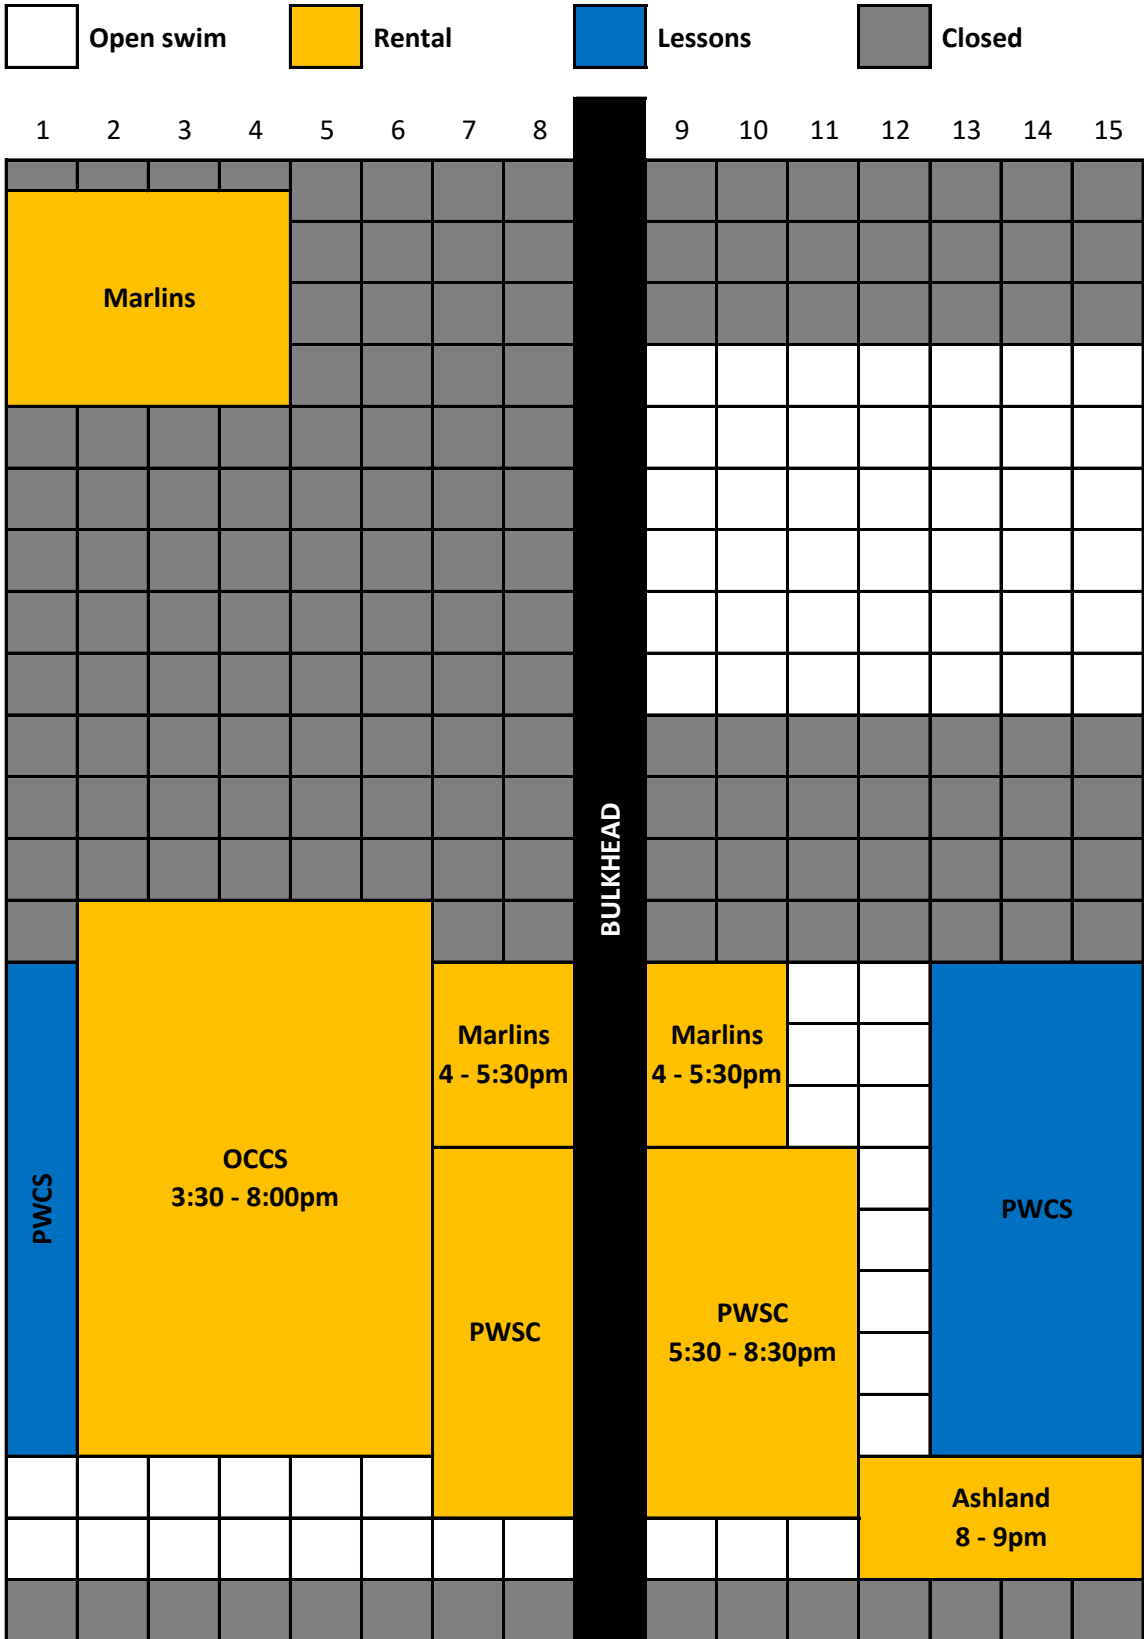 Open swim
Rental
Lessons
Closed
1 2 3 4 5 6 7 8 9 10 11 12 13 14 15
Marlins
BULKHEAD
Marlins
4 - 5:30pm
Marlins
4 - 5:30pm
PWCS
OCCS
3:30 - 8:00pm
PWCS
PWSC
PWSC
5:30 - 8:30pm
Ashland
8 - 9pm